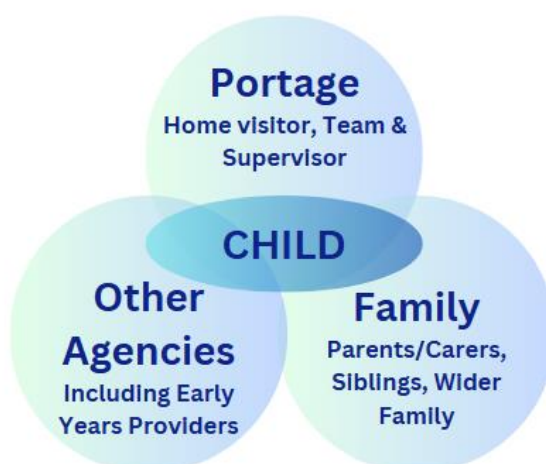 Portage
Home visitor, Team &
Supervisor
CHILD
Other
Agencies
Including Early
Years Providers
Family
Parents/Carers,
Siblings, Wider
Family